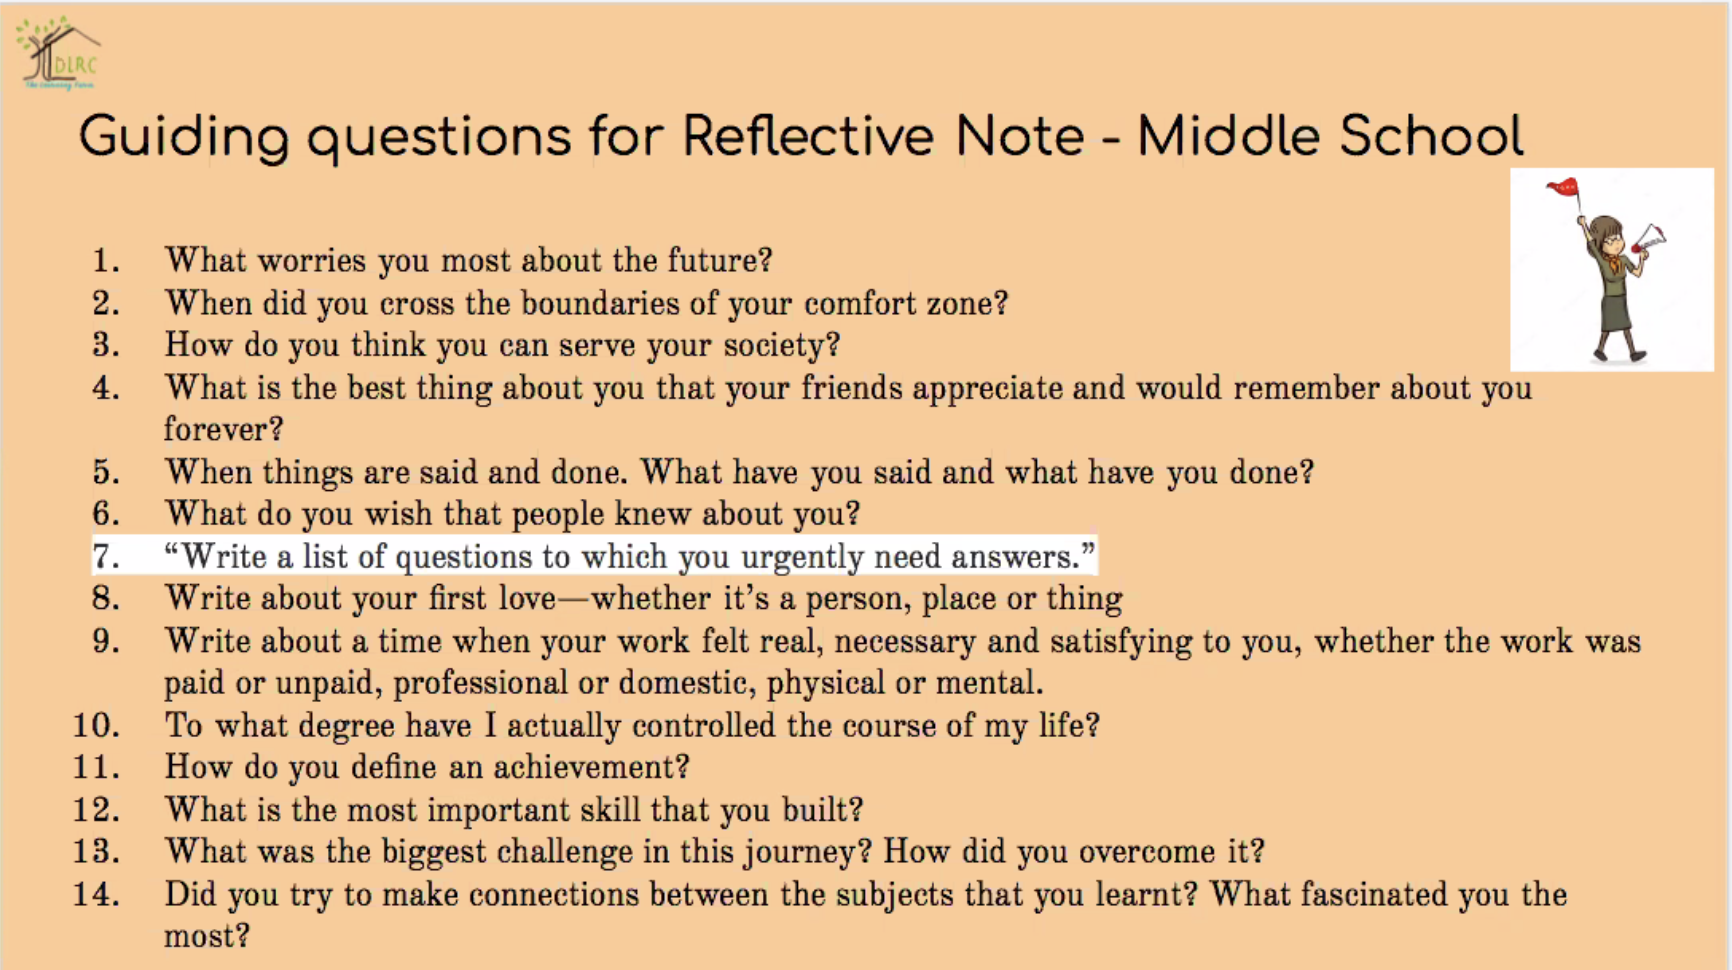 DLRC
The Learning Farm
Guiding questions for Reflective Note - Middle School
1. What worries you most about the future?
2. When did you cross the boundaries of your comfort zone?
3. How do you think you can serve your society?
4. What is the best thing about you that your friends appreciate and would remember about you
forever?
5. When things are said and done. What have you said and what have you done?
6. What do you wish that people knew about you?
7. “Write a list of questions to which you urgently need answers.”
8. Write about your first love—whether it’s a person, place or thing
9. Write about a time when your work felt real, necessary and satisfying to you, whether the work was
paid or unpaid, professional or domestic, physical or mental.
10. To what degree have I actually controlled the course of my life?
11. How do you define an achievement?
12. What is the most important skill that you built?
13. What was the biggest challenge in this journey? How did you overcome it?
14. Did you try to make connections between the subjects that you learnt? What fascinated you the
most?